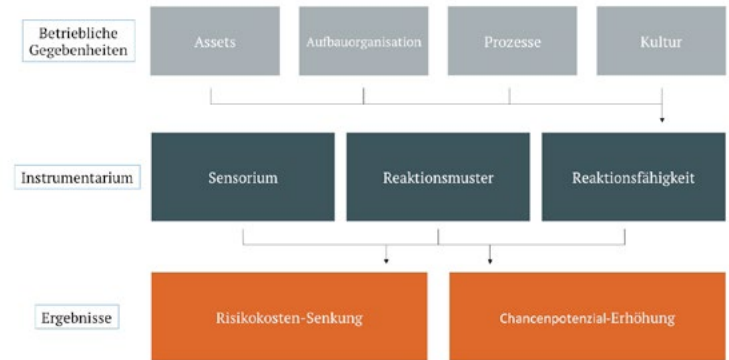 Betriebliche
Gegebenheiten
Assets
Aufbauorganisation
Prozesse
Kultur
Instrumentarium
Sensorium
Reaktionsmuster
Reaktionsfähigkeit
Ergebnisse
Risikokosten-Senkung
Chancenpotenzial-Erhöhung